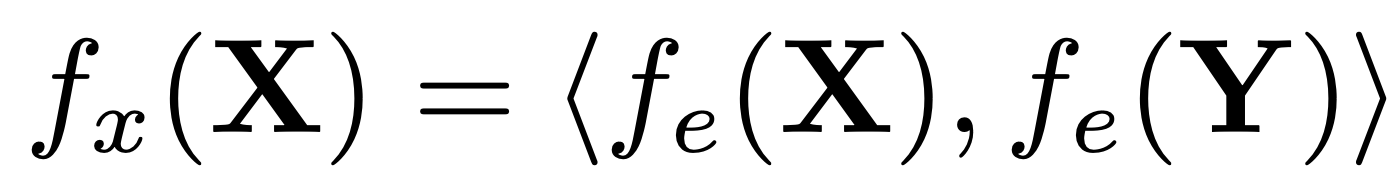 f_x(𝐗) = ⟨f_e(𝐗), f_e(𝐘)⟩